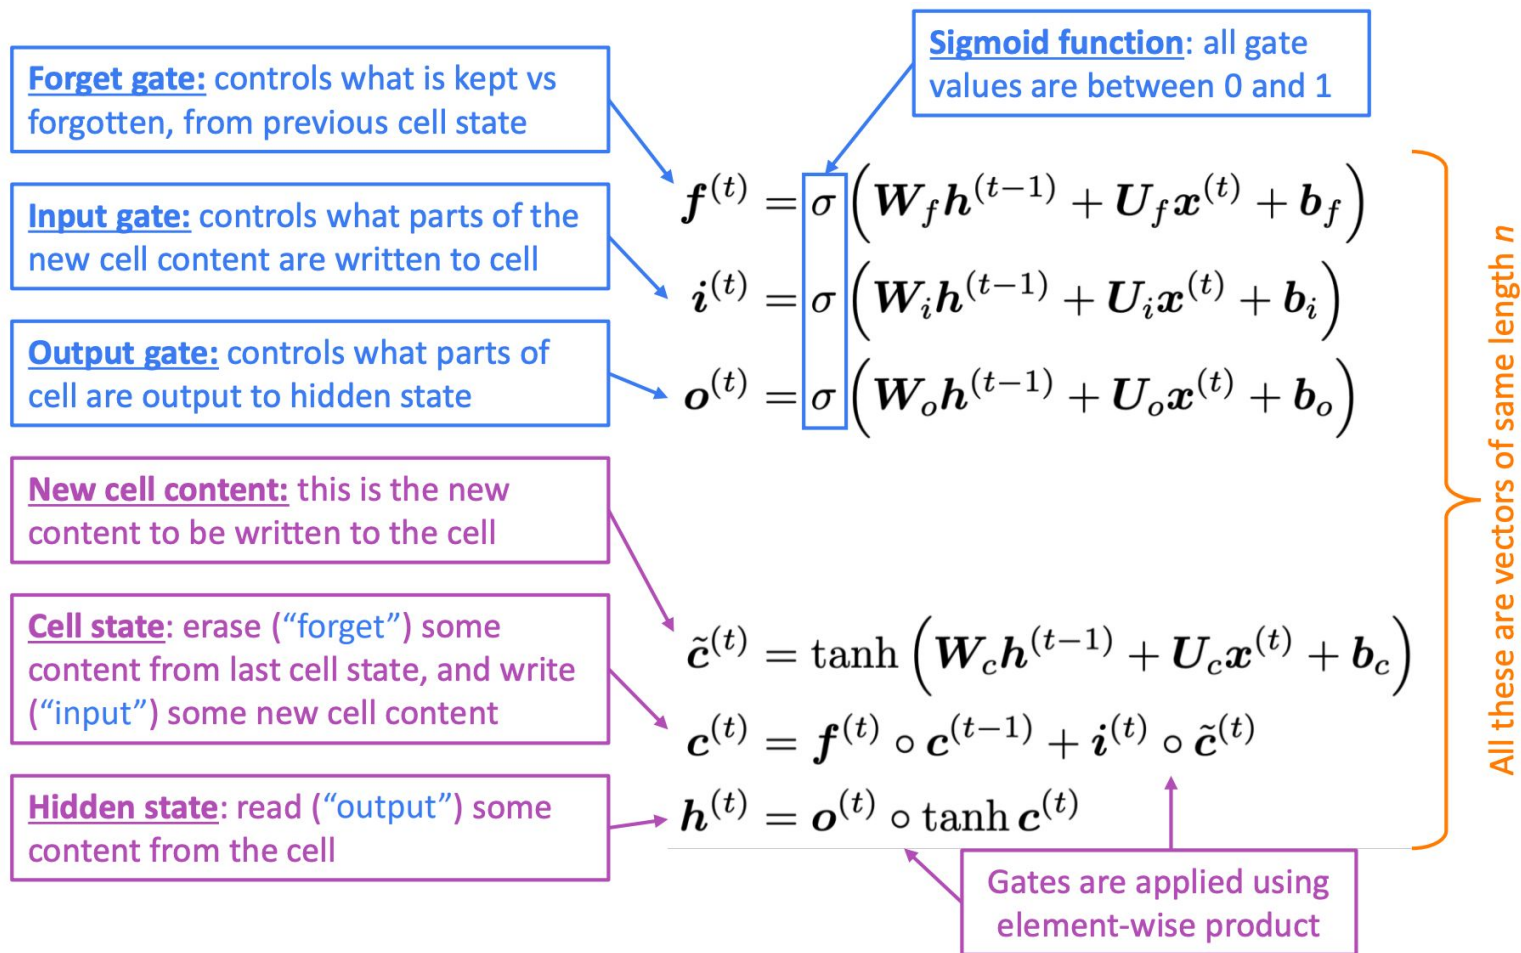 Sigmoid function: all gate
values are between 0 and 1
Forget gate: controls what is kept vs
forgotten, from previous cell state
Input gate: controls what parts of the
new cell content are written to cell
Output gate: controls what parts of
cell are output to hidden state
New cell content: this is the new
content to be written to the cell
Cell state: erase (“forget”) some
content from last cell state, and write
(“input”) some new cell content
Hidden state: read (“output”) some
content from the cell
f^(t) = σ(W_f h^(t−1) + U_f x^(t) + b_f)
i^(t) = σ(W_i h^(t−1) + U_i x^(t) + b_i)
o^(t) = σ(W_o h^(t−1) + U_o x^(t) + b_o)
c̃^(t) = tanh(W_c h^(t−1) + U_c x^(t) + b_c)
c^(t) = f^(t) ∘ c^(t−1) + i^(t) ∘ c̃^(t)
h^(t) = o^(t) ∘ tanh c^(t)
Gates are applied using
element-wise product
All these are vectors of same length n